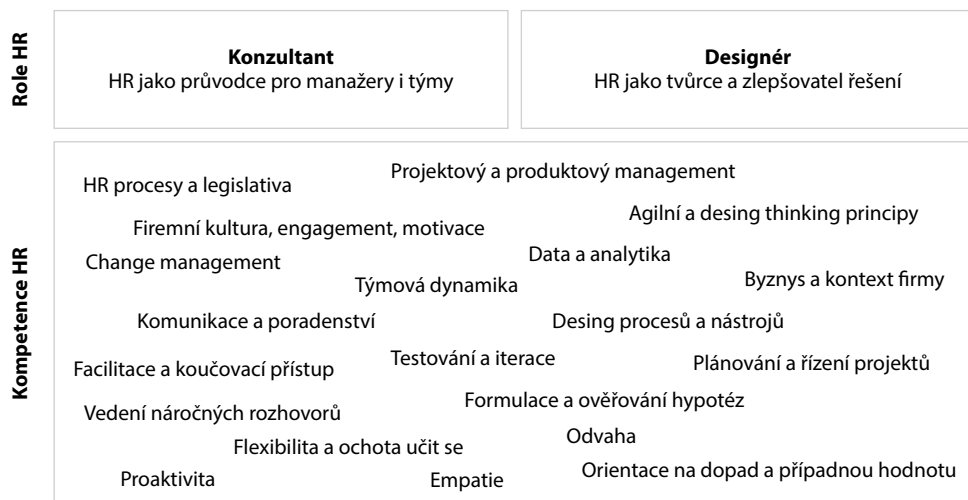 Role HR
Konzultant
HR jako průvodce pro manažery i týmy
Designér
HR jako tvůrce a zlepšovatel řešení
Kompetence HR
HR procesy a legislativa
Projektový a produktový management
Firemní kultura, engagement, motivace
Agilní a desing thinking principy
Change management
Data a analytika
Týmová dynamika
Byznys a kontext firmy
Komunikace a poradenství
Desing procesů a nástrojů
Facilitace a koučovací přístup
Testování a iterace
Plánování a řízení projektů
Vedení náročných rozhovorů
Formulace a ověřování hypotéz
Flexibilita a ochota učit se
Odvaha
Proaktivita
Empatie
Orientace na dopad a případnou hodnotu